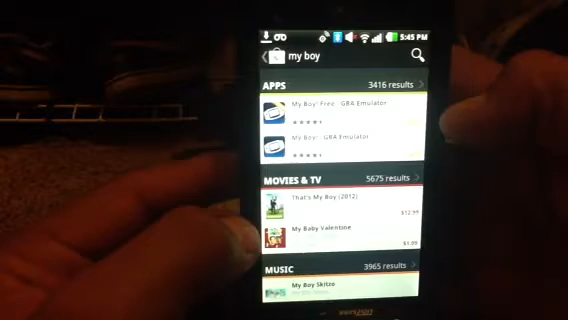 5:45 PM
my boy
APPS 3416 results
My Boy! Free - GBA Emulator
My Boy! - GBA Emulator
MOVIES & TV 5675 results
That's My Boy (2012)
$12.99
My Baby Valentine
$1.99
MUSIC 3965 results
My Boy Skitzo